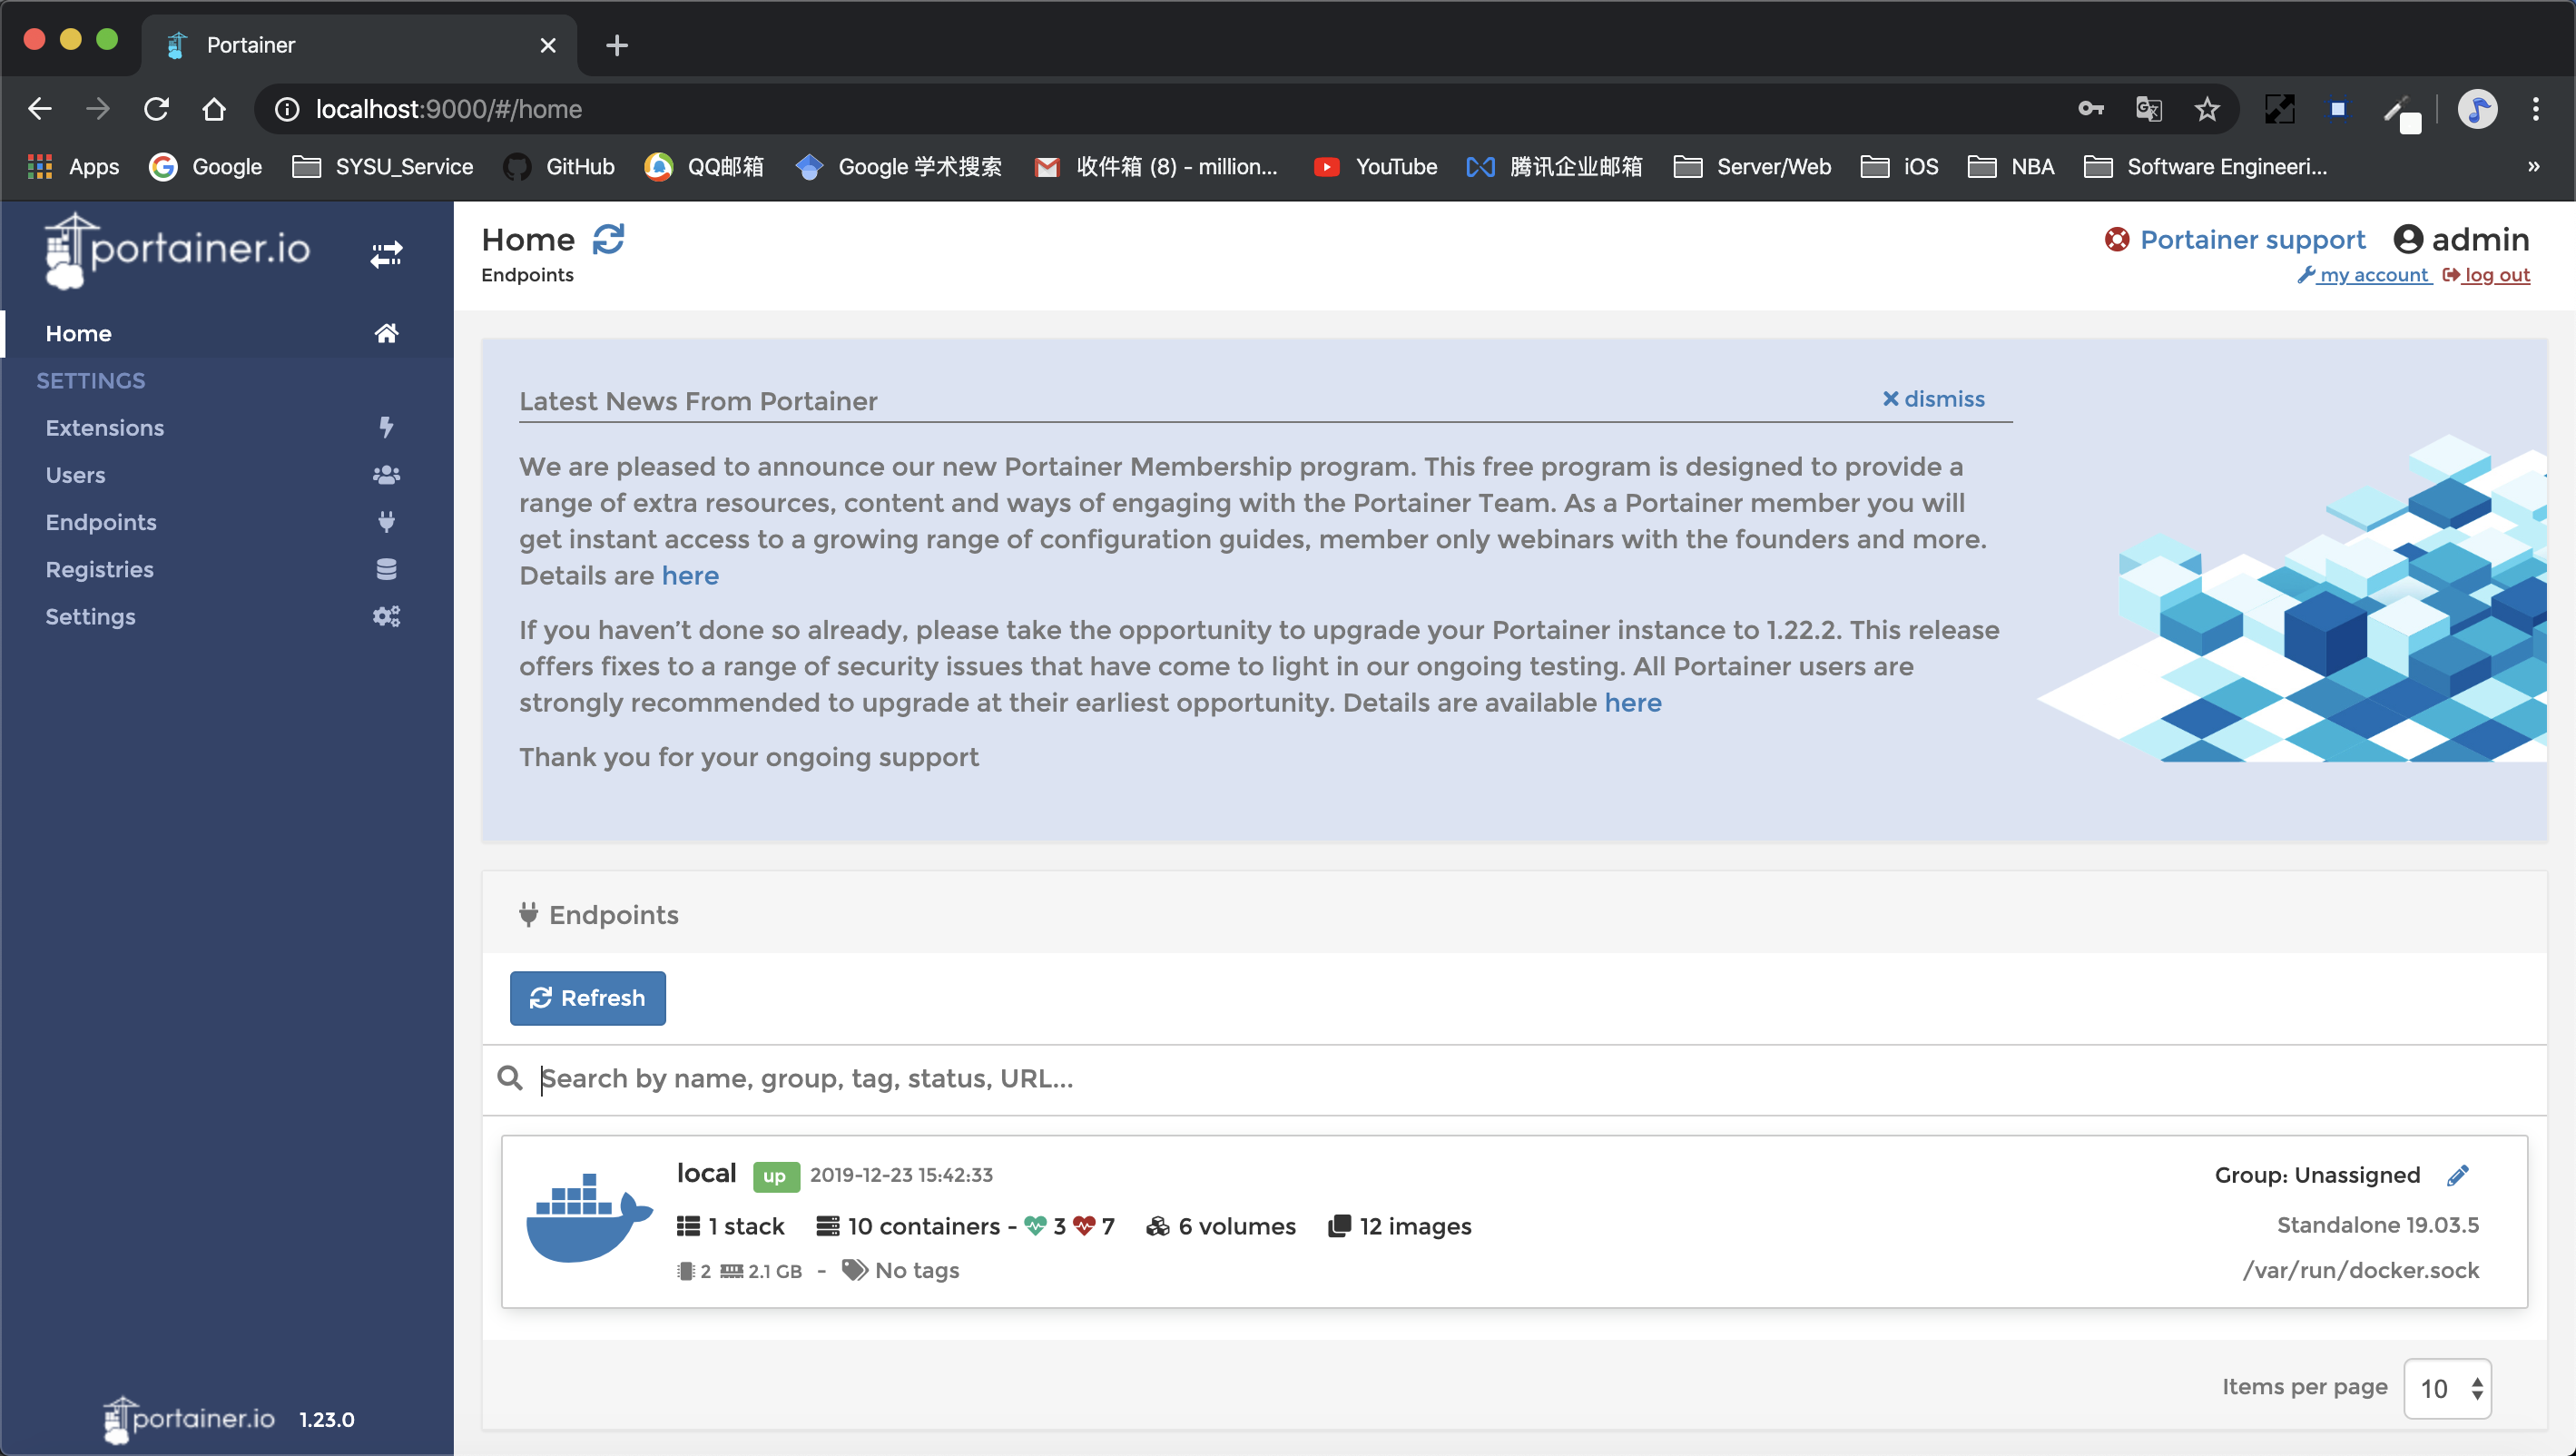 Portainer
localhost:9000/#/home
Apps Google SYSU_Service GitHub QQ邮箱 Google 学术搜索 收件箱 (8) - million... YouTube 腾讯企业邮箱 Server/Web iOS NBA Software Engineeri... »
portainer.io
Home
SETTINGS
Extensions
Users
Endpoints
Registries
Settings
portainer.io 1.23.0
Home
Endpoints
Portainer support admin
my account log out
Latest News From Portainer dismiss
We are pleased to announce our new Portainer Membership program. This free program is designed to provide a
range of extra resources, content and ways of engaging with the Portainer Team. As a Portainer member you will
get instant access to a growing range of configuration guides, member only webinars with the founders and more.
Details are here
If you haven’t done so already, please take the opportunity to upgrade your Portainer instance to 1.22.2. This release
offers fixes to a range of security issues that have come to light in our ongoing testing. All Portainer users are
strongly recommended to upgrade at their earliest opportunity. Details are available here
Thank you for your ongoing support
Endpoints
Refresh
Search by name, group, tag, status, URL...
local up 2019-12-23 15:42:33 Group: Unassigned
1 stack 10 containers - 3 7 6 volumes 12 images Standalone 19.03.5
2 2.1 GB - No tags /var/run/docker.sock
Items per page 10